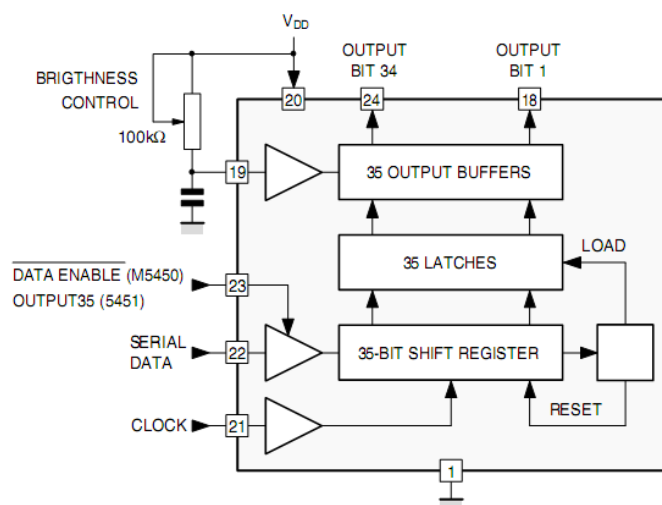 VDD
OUTPUT
BIT 34
OUTPUT
BIT 1
BRIGTHNESS
CONTROL
100kΩ
20
24
18
19
35 OUTPUT BUFFERS
LOAD
35 LATCHES
DATA ENABLE (M5450)
OUTPUT35 (5451)
23
SERIAL
DATA
22
35-BIT SHIFT REGISTER
RESET
CLOCK
21
1